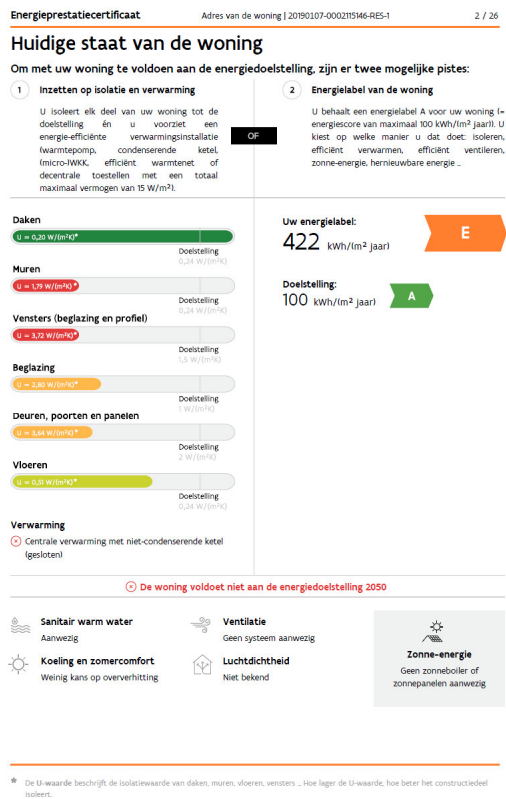 Energieprestatiecertificaat
Adres van de woning | 20190107-0002115146-RES-1
2 / 26
Huidige staat van de woning
Om met uw woning te voldoen aan de energiedoelstelling, zijn er twee mogelijke pistes:
1
Inzetten op isolatie en verwarming
U isoleert elk deel van uw woning tot de
doelstelling én u voorziet een
energie-efficiënte verwarmingsinstallatie
(warmtepomp, condenserende ketel,
(micro-)WKK, efficiënt warmtenet of
decentrale toestellen met een totaal
maximaal vermogen van 15 W/m²).
OF
2
Energielabel van de woning
U behaalt een energielabel A voor uw woning (=
energiescore van maximaal 100 kWh/(m² jaar)). U
kiest op welke manier u dat doet: isoleren,
efficiënt verwarmen, efficiënt ventileren,
zonne-energie, hernieuwbare energie ...
Daken
U = 0,20 W/(m²K)*
Doelstelling
0,24 W/(m²K)
Muren
U = 1,79 W/(m²K)*
Doelstelling
0,24 W/(m²K)
Vensters (beglazing en profiel)
U = 3,72 W/(m²K)*
Doelstelling
1,5 W/(m²K)
Beglazing
U = 2,80 W/(m²K)*
Doelstelling
1 W/(m²K)
Deuren, poorten en panelen
U = 3,64 W/(m²K)*
Doelstelling
2 W/(m²K)
Vloeren
U = 0,51 W/(m²K)*
Doelstelling
0,24 W/(m²K)
Verwarming
Centrale verwarming met niet-condenserende ketel
(gesloten)
Uw energielabel:
422 kWh/(m² jaar)
E
Doelstelling:
100 kWh/(m² jaar)
A
De woning voldoet niet aan de energiedoelstelling 2050
Sanitair warm water
Aanwezig
Ventilatie
Geen systeem aanwezig
Koeling en zomercomfort
Weinig kans op oververhitting
Luchtdichtheid
Niet bekend
Zonne-energie
Geen zonneboiler of
zonnepanelen aanwezig
* De U-waarde beschrijft de isolatiewaarde van daken, muren, vloeren, vensters ... Hoe lager de U-waarde, hoe beter het constructiedeel
isoleert.